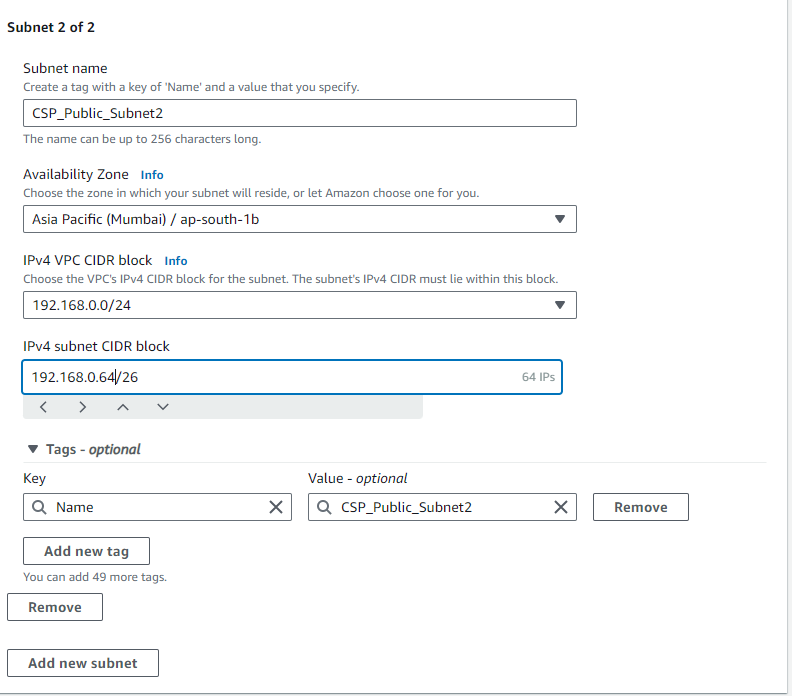 Subnet 2 of 2
Subnet name
Create a tag with a key of 'Name' and a value that you specify.
CSP_Public_Subnet2
The name can be up to 256 characters long.
Availability Zone Info
Choose the zone in which your subnet will reside, or let Amazon choose one for you.
Asia Pacific (Mumbai) / ap-south-1b
IPv4 VPC CIDR block Info
Choose the VPC's IPv4 CIDR block for the subnet. The subnet's IPv4 CIDR must lie within this block.
192.168.0.0/24
IPv4 subnet CIDR block
192.168.0.64/26 64 IPs
Tags - optional
Key Value - optional
Name CSP_Public_Subnet2 Remove
Add new tag
You can add 49 more tags.
Remove
Add new subnet